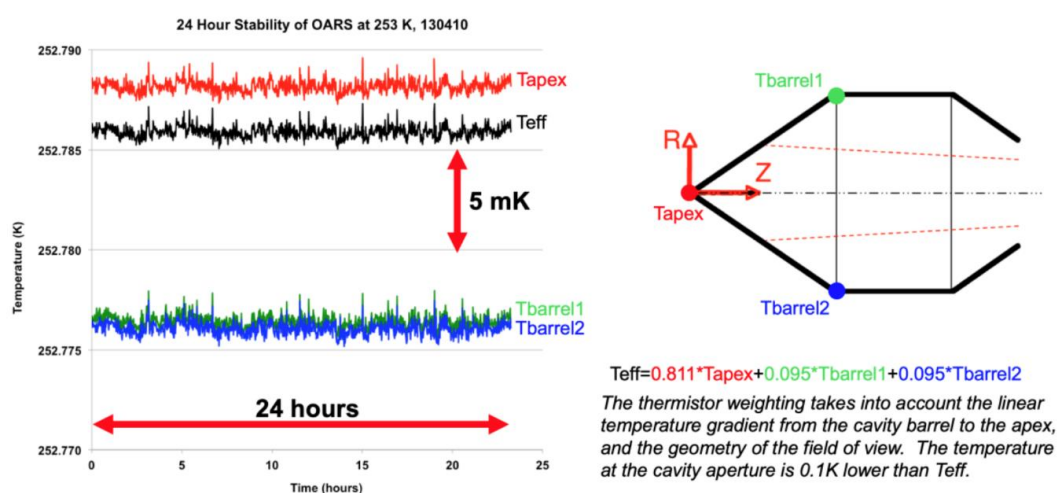 24 Hour Stability of OARS at 253 K, 130410
252.790
Tapex
Teff
252.785
5 mK
Temperature (K)
252.780
Tbarrel1
Tbarrel2
252.775
24 hours
252.770
0 5 10 15 20 25
Time (hours)
Tbarrel1
R
Z
Tapex
Tbarrel2
Teff=0.811*Tapex+0.095*Tbarrel1+0.095*Tbarrel2
The thermistor weighting takes into account the linear
temperature gradient from the cavity barrel to the apex,
and the geometry of the field of view. The temperature
at the cavity aperture is 0.1K lower than Teff.